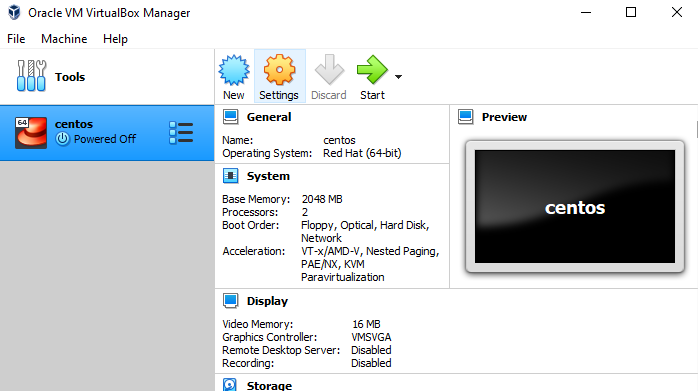 Oracle VM VirtualBox Manager
File Machine Help
Tools
New Settings Discard Start
64
centos
Powered Off
General
Name: centos
Operating System: Red Hat (64-bit)
System
Base Memory: 2048 MB
Processors: 2
Boot Order: Floppy, Optical, Hard Disk,
Network
Acceleration: VT-x/AMD-V, Nested Paging,
PAE/NX, KVM
Paravirtualization
Preview
centos
Display
Video Memory: 16 MB
Graphics Controller: VMSVGA
Remote Desktop Server: Disabled
Recording: Disabled
Storage